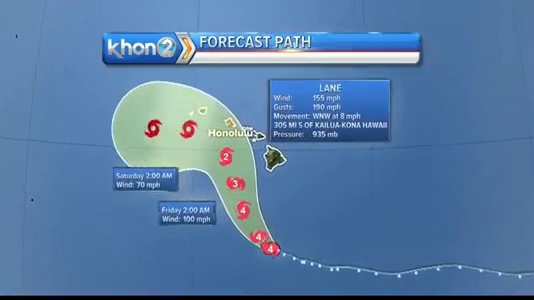 khon2 FORECAST PATH
LANE
Wind: 155 mph
Gusts: 190 mph
Movement: WNW at 8 mph
305 MI S OF KAILUA-KONA HAWAII
Pressure: 935 mb
Honolulu
2
3
4
4
4
Saturday 2:00 AM
Wind: 70 mph
Friday 2:00 AM
Wind: 100 mph